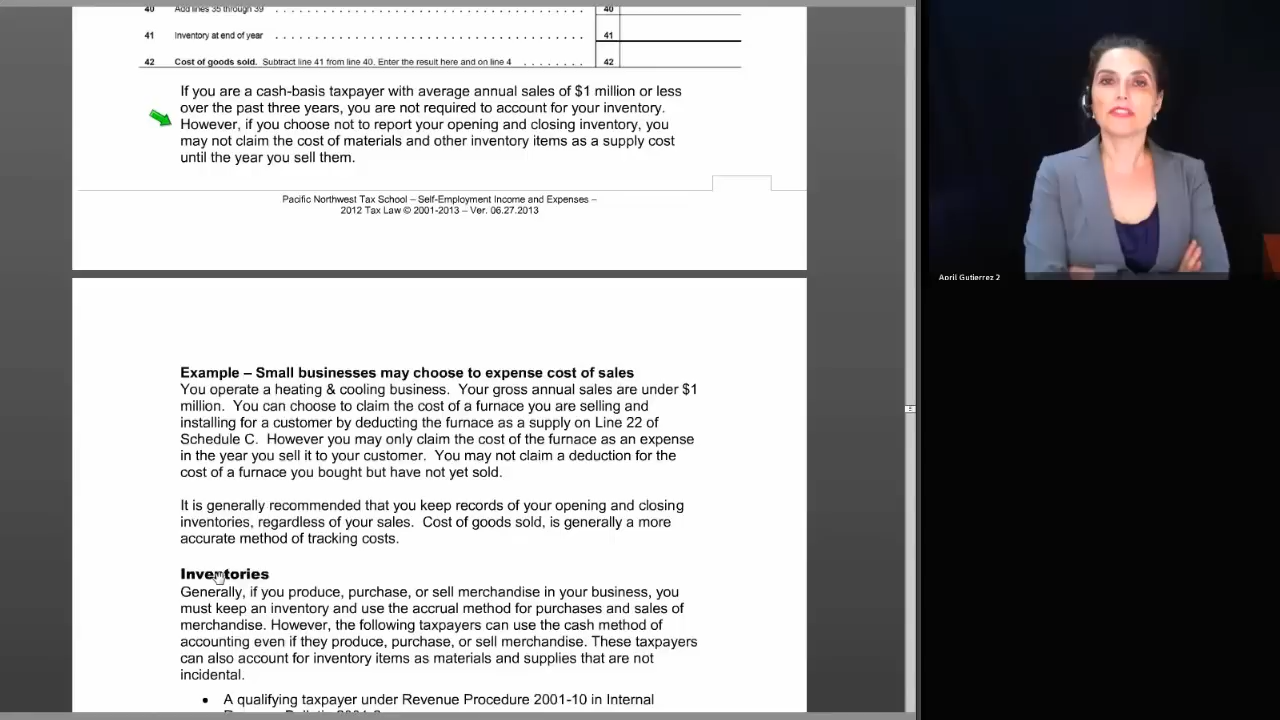 40 Add lines 35 through 39 . . . . . . . . . . . . . . . . . . . . . . . . . . . . . . . . . . . . . . . . 40
41 Inventory at end of year . . . . . . . . . . . . . . . . . . . . . . . . . . . . . . . . . . . . . . . . 41
42 Cost of goods sold. Subtract line 41 from line 40. Enter the result here and on line 4 . . . . . . . . 42
If you are a cash-basis taxpayer with average annual sales of $1 million or less
over the past three years, you are not required to account for your inventory.
However, if you choose not to report your opening and closing inventory, you
may not claim the cost of materials and other inventory items as a supply cost
until the year you sell them.
Pacific Northwest Tax School – Self-Employment Income and Expenses –
2012 Tax Law © 2001-2013 – Ver. 06.27.2013
Example – Small businesses may choose to expense cost of sales
You operate a heating & cooling business. Your gross annual sales are under $1
million. You can choose to claim the cost of a furnace you are selling and
installing for a customer by deducting the furnace as a supply on Line 22 of
Schedule C. However you may only claim the cost of the furnace as an expense
in the year you sell it to your customer. You may not claim a deduction for the
cost of a furnace you bought but have not yet sold.
It is generally recommended that you keep records of your opening and closing
inventories, regardless of your sales. Cost of goods sold, is generally a more
accurate method of tracking costs.
Inventories
Generally, if you produce, purchase, or sell merchandise in your business, you
must keep an inventory and use the accrual method for purchases and sales of
merchandise. However, the following taxpayers can use the cash method of
accounting even if they produce, purchase, or sell merchandise. These taxpayers
can also account for inventory items as materials and supplies that are not
incidental.
• A qualifying taxpayer under Revenue Procedure 2001-10 in Internal
April Gutierrez 2